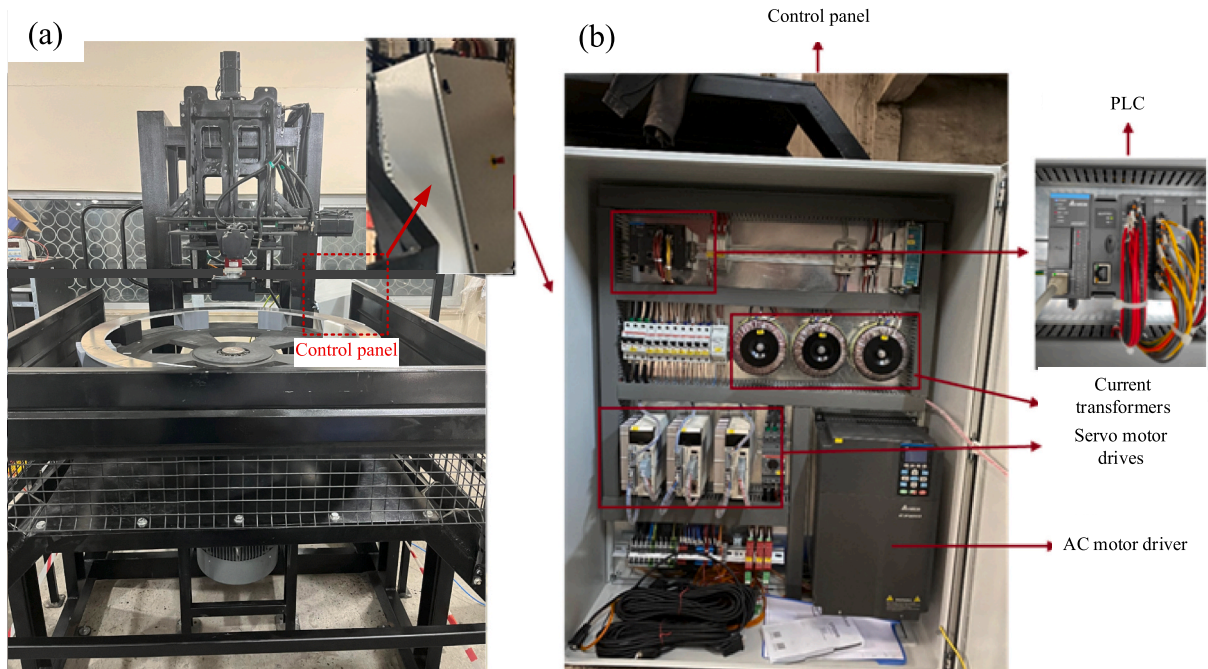 (a)
Control panel
(b)
Control panel
PLC
Current
transformers
Servo motor
drives
AC motor driver